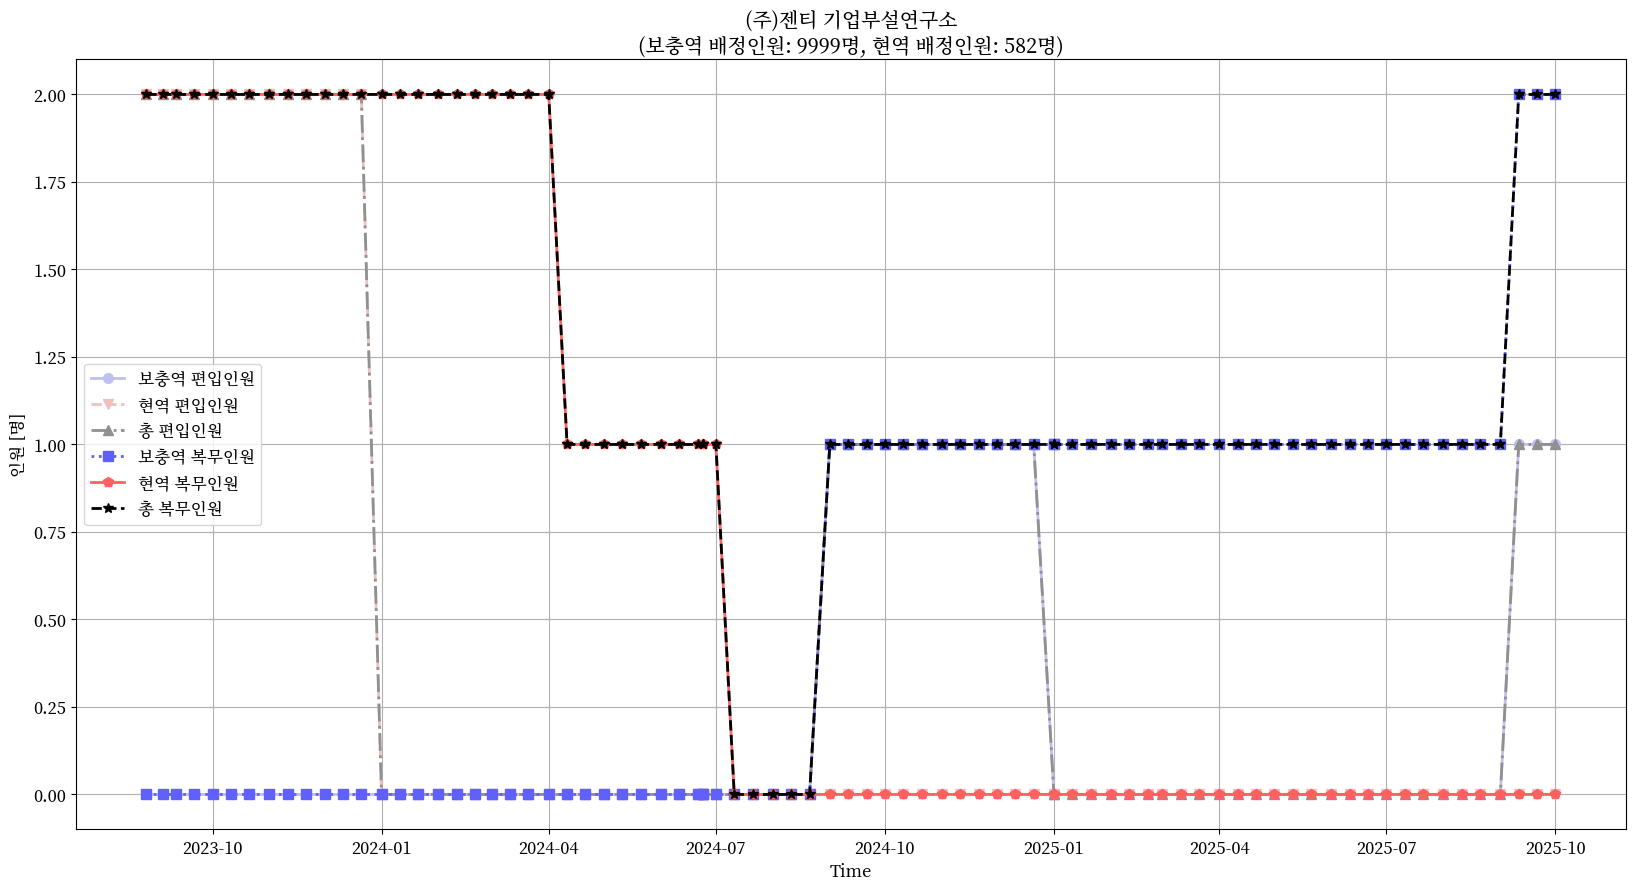 (주)젠티 기업부설연구소
(보충역 배정인원: 9999명, 현역 배정인원: 582명)
인원 [명]
2.00
1.75
1.50
1.25
1.00
0.75
0.50
0.25
0.00
보충역 편입인원
현역 편입인원
총 편입인원
보충역 복무인원
현역 복무인원
총 복무인원
2023-10
2024-01
2024-04
2024-07
2024-10
2025-01
2025-04
2025-07
2025-10
Time